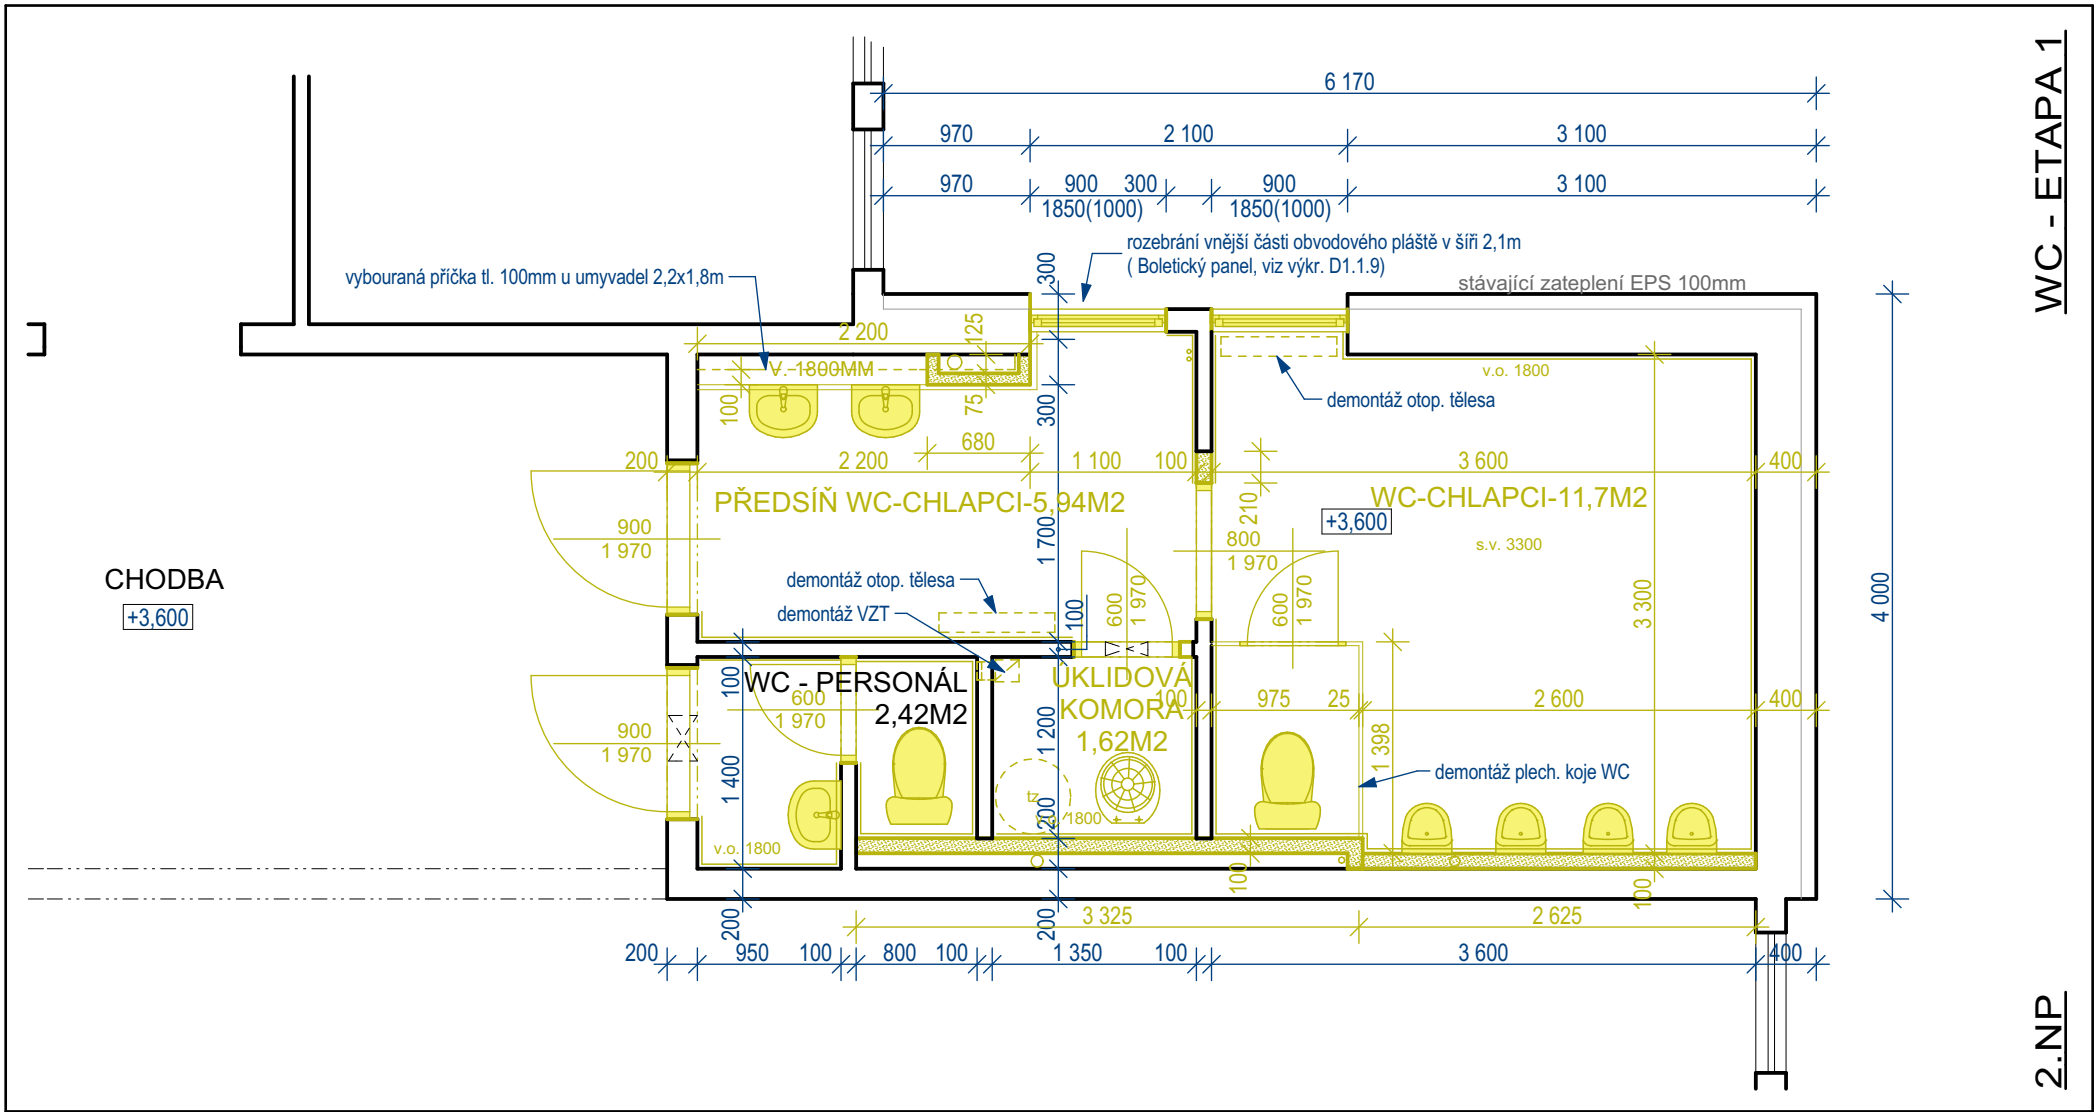 WC - ETAPA 1
6 170
970
2 100
3 100
970
900
300
900
3 100
1850(1000)
1850(1000)
rozebrání vnější části obvodového pláště v šíři 2,1m
( Boletický panel, viz výkr. D1.1.9)
vybouraná příčka tl. 100mm u umyvadel 2,2x1,8m
stávající zateplení EPS 100mm
300
2 200
125
V. 1800MM
v.o. 1800
100
75
300
demontáž otop. tělesa
680
200
2 200
1 100
100
3 600
400
PŘEDSÍŇ WC-CHLAPCI-5,94M2
WC-CHLAPCI-11,7M2
210
+3,600
900
1 970
1 700
800
1 970
s.v. 3300
CHODBA
+3,600
demontáž otop. tělesa
demontáž VZT
100
600
1 970
600
1 970
3 300
4 000
100
WC - PERSONÁL
2,42M2
600
1 970
ÚKLIDOVÁ
KOMORA
1,62M2
100
975
25
2 600
400
900
1 970
1 400
1 200
1 398
demontáž plech. koje WC
tz
v.o. 1800
200
v.o. 1800
100
100
200
200
3 325
2 625
200
950
100
800
100
1 350
100
3 600
400
2.NP